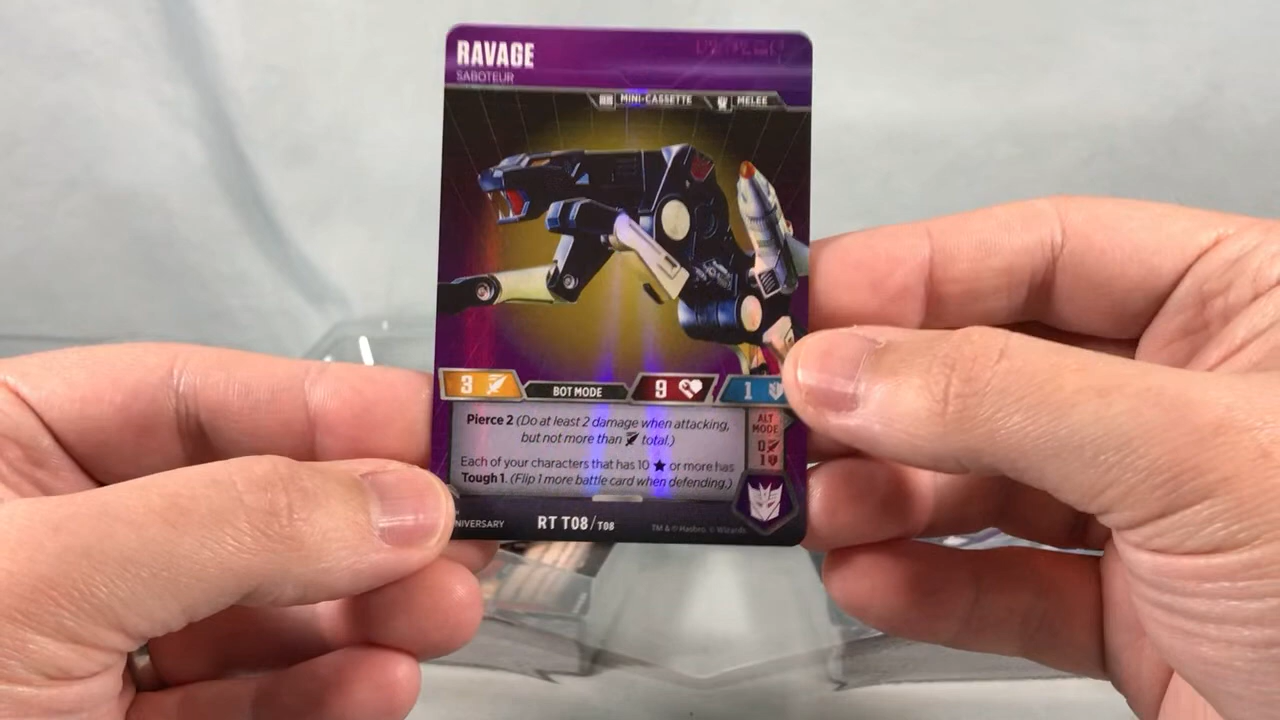 RAVAGE
SABOTEUR
MINI-CASSETTE MELEE
3 BOT MODE 9 1
Pierce 2 (Do at least 2 damage when attacking,
but not more than total.)
Each of your characters that has 10 ★ or more has
Tough 1. (Flip 1 more battle card when defending.)
ALT
MODE
0
1
NIVERSARY RT T08/T08 TM & © Hasbro. © Wizards